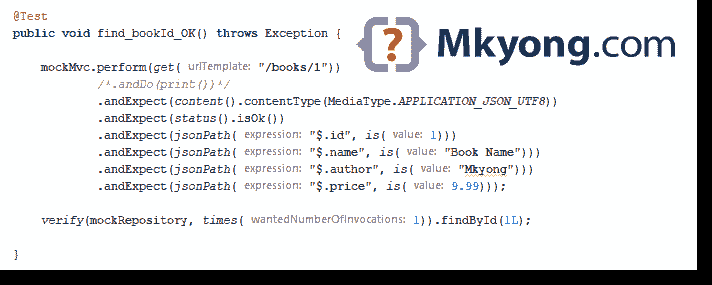 @Test
public void find_bookId_OK() throws Exception {
{?} Mkyong.com
mockMvc.perform(get( urlTemplate: "/books/1"))
/*.andDo(print())*/
.andExpect(content().contentType(MediaType.APPLICATION_JSON_UTF8))
.andExpect(status().isOk())
.andExpect(jsonPath( expression: "$.id", is( value: 1)))
.andExpect(jsonPath( expression: "$.name", is( value: "Book Name")))
.andExpect(jsonPath( expression: "$.author", is( value: "Mkyong")))
.andExpect(jsonPath( expression: "$.price", is( value: 9.99)));
verify(mockRepository, times( wantedNumberOfInvocations: 1)).findById(1L);
}